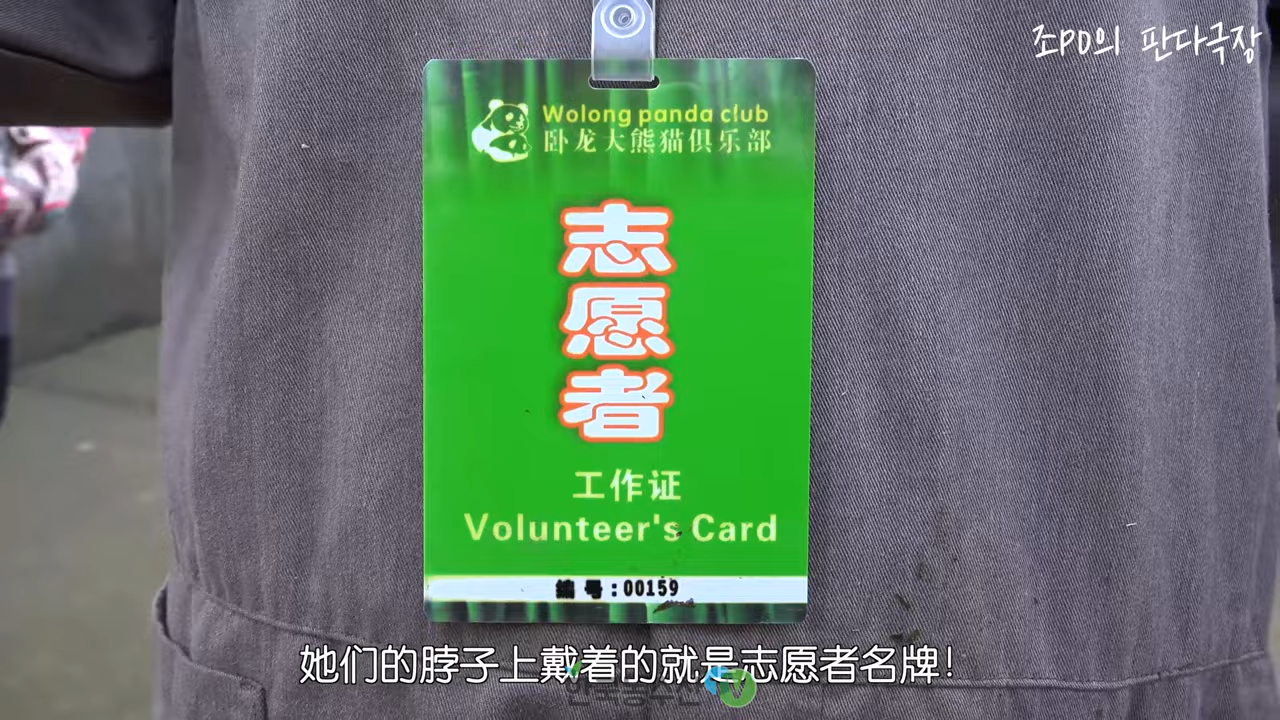 조PD의 판다극장
Wolong panda club
卧龙大熊猫俱乐部
志
愿
者
工作证
Volunteer's Card
编 号:00159
她们的脖子上戴着的就是志愿者名牌!